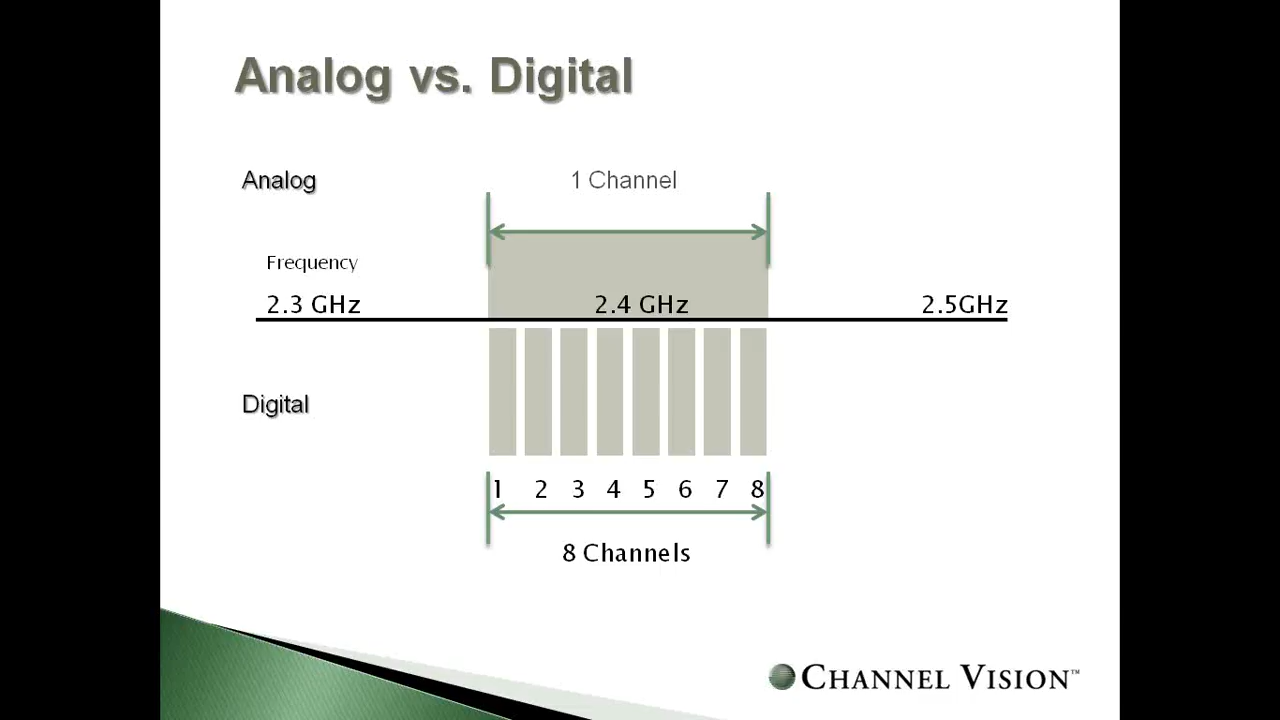 Analog vs. Digital
Analog
1 Channel
Frequency
2.3 GHz
2.4 GHz
2.5GHz
Digital
1 2 3 4 5 6 7 8
8 Channels
CHANNEL VISION™